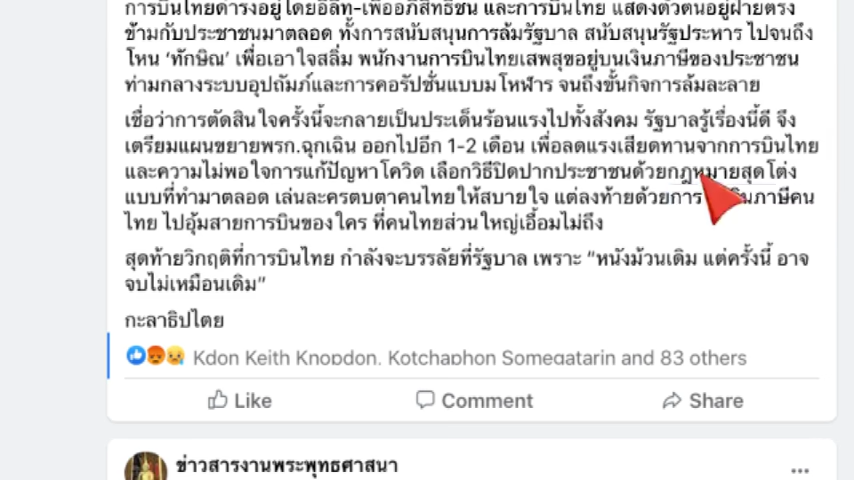 การบินไทยดำรงอยู่โดยอีลิท-เพื่ออภิสิทธิ์ชน และการบินไทย แสดงตัวตนอยู่ฝ่ายตรง
ข้ามกับประชาชนมาตลอด ทั้งการสนับสนุนการล้มรัฐบาล สนับสนุนรัฐประหาร ไปจนถึง
โหน ‘ทักษิณ’ เพื่อเอาใจสลิ่ม พนักงานการบินไทยเสพสุขอยู่บนเงินภาษีของประชาชน
ท่ามกลางระบบอุปถัมภ์และการคอรัปชั่นแบบมโหฬาร จนถึงขั้นกิจการล้มละลาย
เชื่อว่าการตัดสินใจครั้งนี้จะกลายเป็นประเด็นร้อนแรงไปทั้งสังคม รัฐบาลรู้เรื่องนี้ดี จึง
เตรียมแผนขยายพรก.ฉุกเฉิน ออกไปอีก 1-2 เดือน เพื่อลดแรงเสียดทานจากการบินไทย
และความไม่พอใจการแก้ปัญหาโควิด เลือกวิธีปิดปากประชาชนด้วยกฎหมายสุดโต่ง
แบบที่ทำมาตลอด เล่นละครตบตาคนไทยให้สบายใจ แต่ลงท้ายด้วยการ ภาษีคน
ไทย ไปอุ้มสายการบินของใคร ที่คนไทยส่วนใหญ่เอื้อมไม่ถึง
สุดท้ายวิกฤติที่การบินไทย กำลังจะบรรลัยที่รัฐบาล เพราะ “หนังม้วนเดิม แต่ครั้งนี้ อาจ
จบไม่เหมือนเดิม”
กะลาธิปไตย
Kdon Keith Knopdon, Kotchaphon Somegatarin and 83 others
Like Comment Share
ข่าวสารงานพระพุทธศาสนา